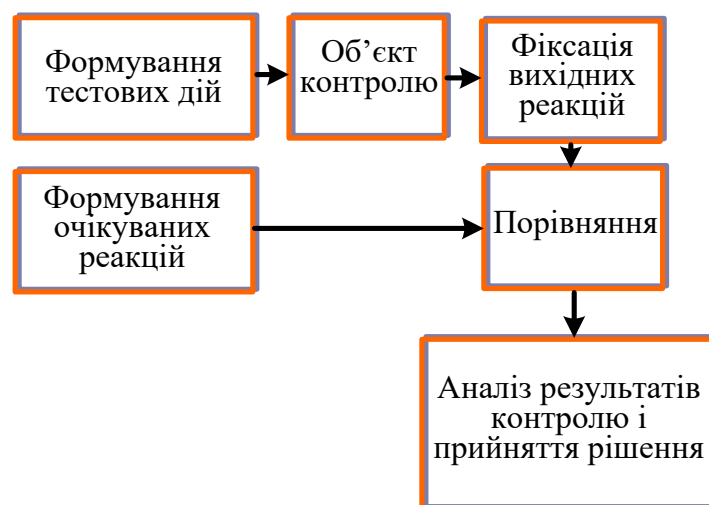 Формування
тестових дій
Об’єкт
контролю
Фіксація
вихідних
реакцій
Формування
очікуваних
реакцій
Порівняння
Аналіз результатів
контролю і
прийняття рішення